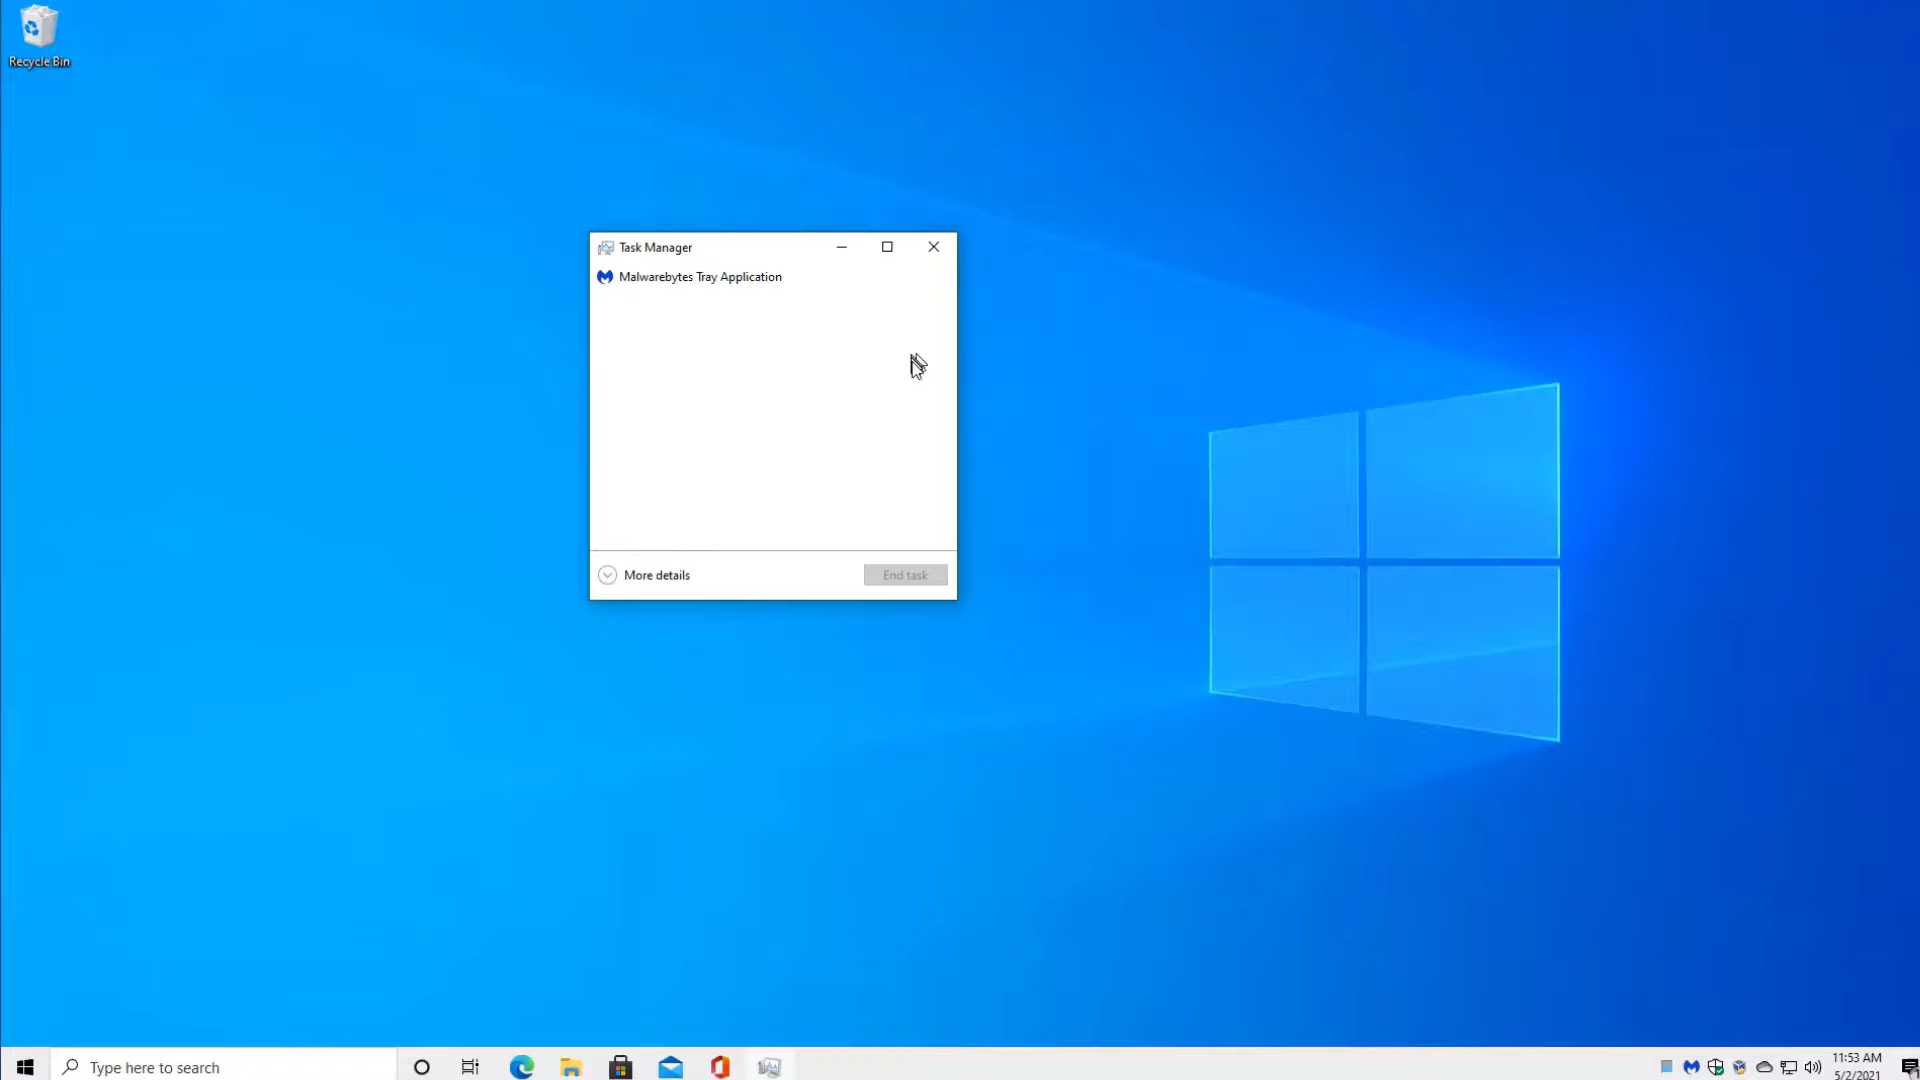 Recycle Bin
Task Manager
Malwarebytes Tray Application
More details
End task
Type here to search
11:53 AM
5/2/2021